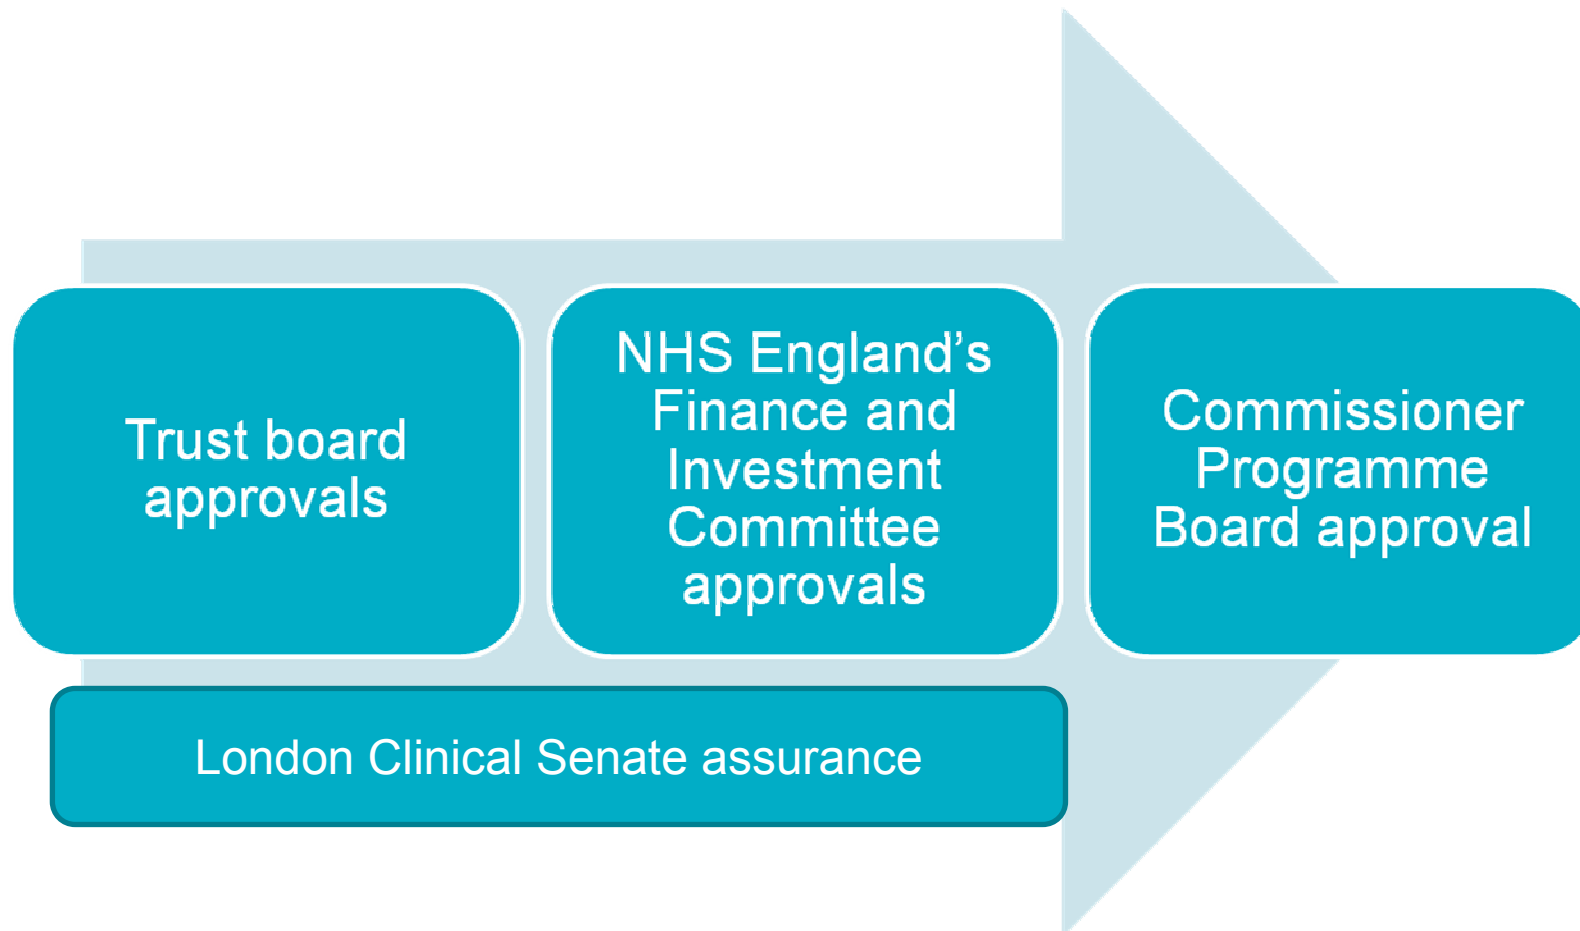 Trust board
approvals
NHS England’s
Finance and
Investment
Committee
approvals
Commissioner
Programme
Board approval
London Clinical Senate assurance